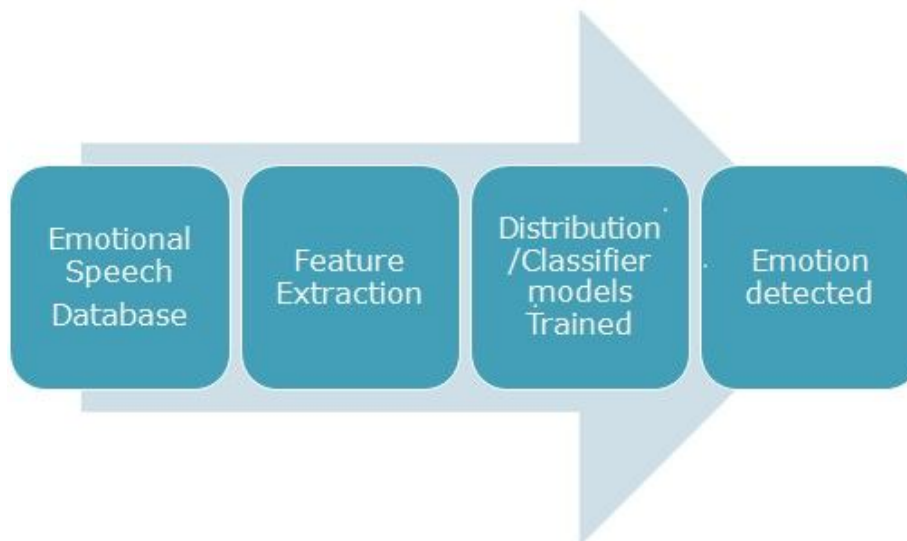 Emotional
Speech
Database
Feature
Extraction
Distribution
/Classifier
models
Trained
Emotion
detected